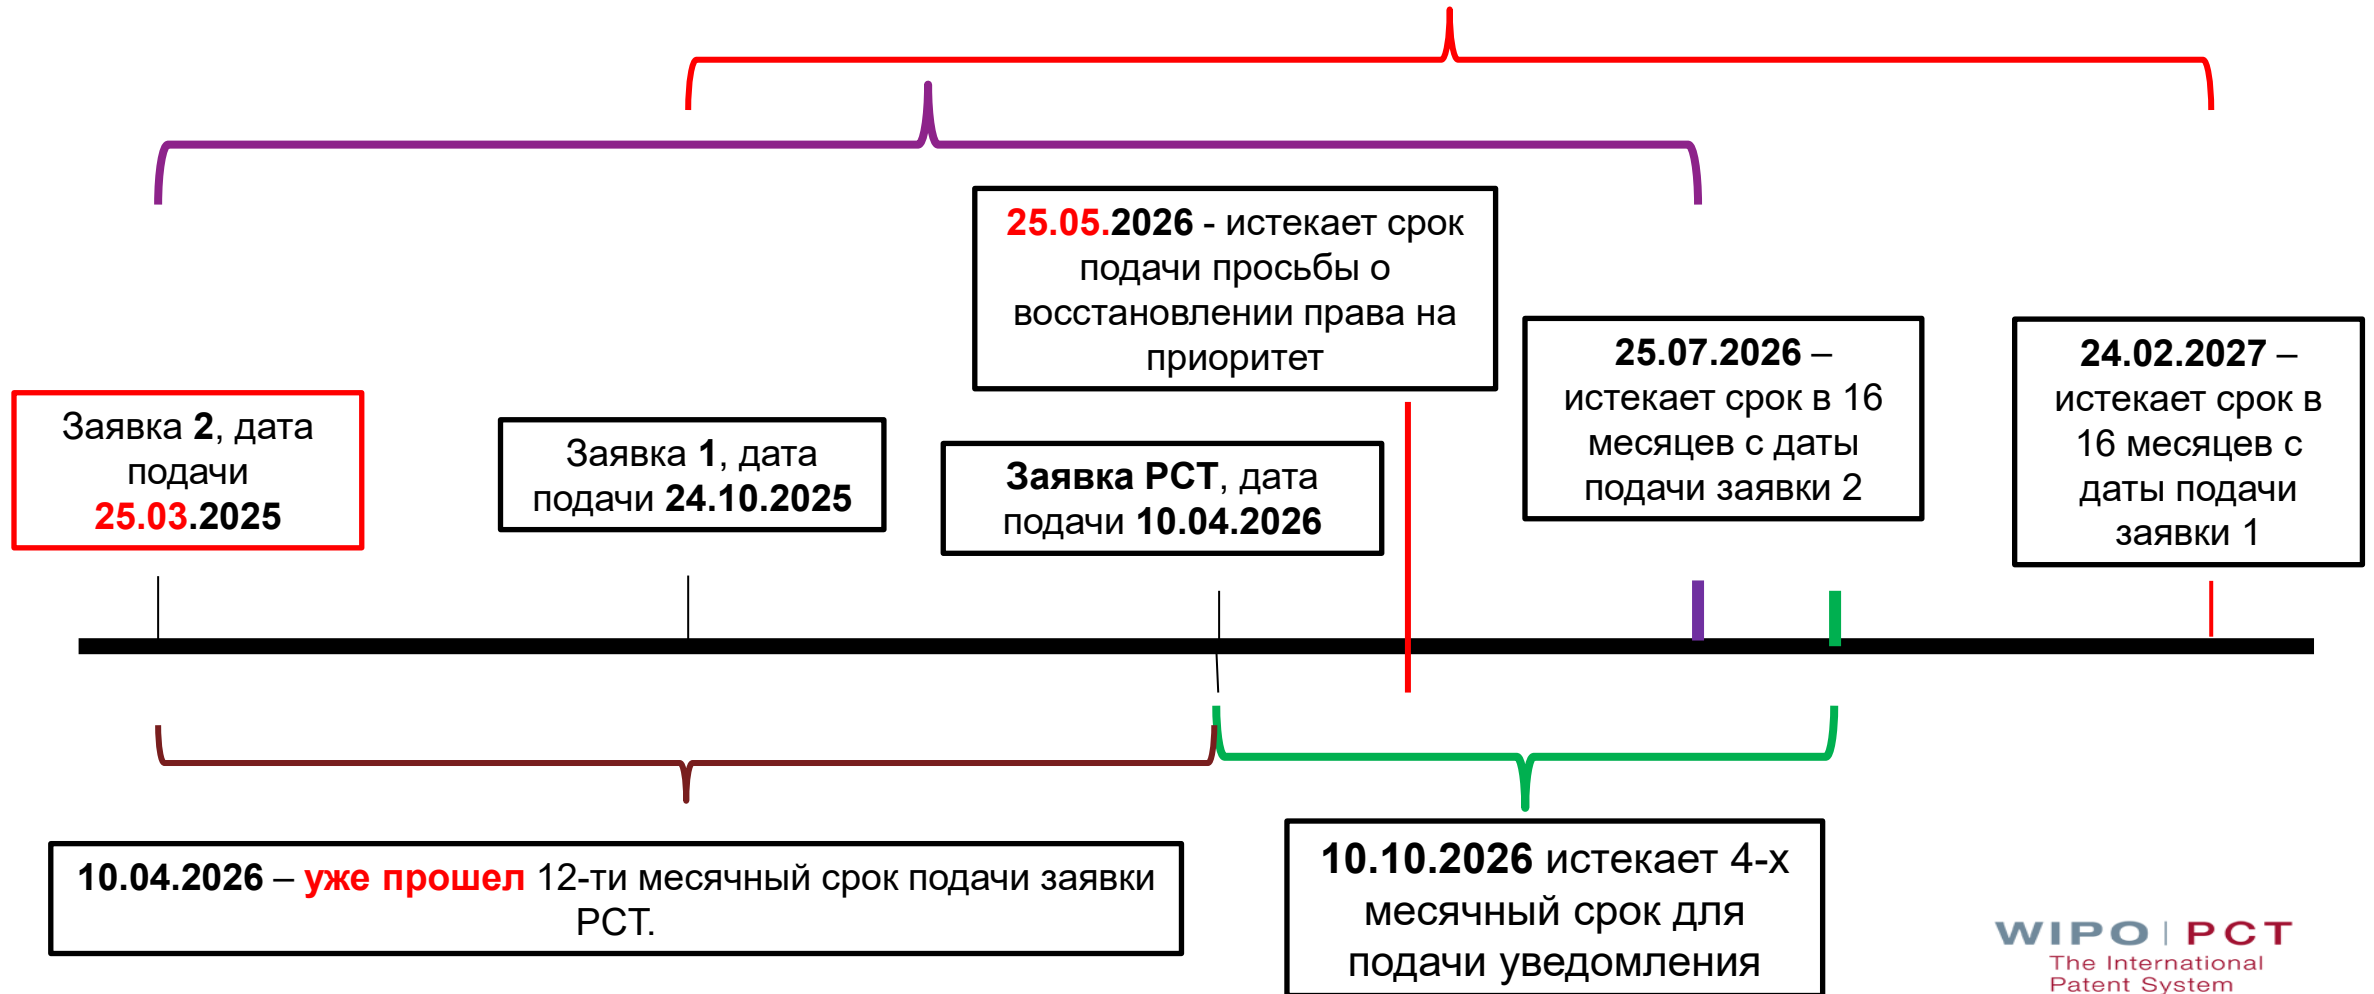 25.05.2026 - истекает срок
подачи просьбы о
восстановлении права на
приоритет
25.07.2026 –
истекает срок в 16
месяцев с даты
подачи заявки 2
24.02.2027 –
истекает срок в
16 месяцев с
даты подачи
заявки 1
Заявка 2, дата
подачи
25.03.2025
Заявка 1, дата
подачи 24.10.2025
Заявка РСТ, дата
подачи 10.04.2026
10.04.2026 – уже прошел 12-ти месячный срок подачи заявки
РСТ.
10.10.2026 истекает 4-х
месячный срок для
подачи уведомления
WIPO | PCT
The International
Patent System